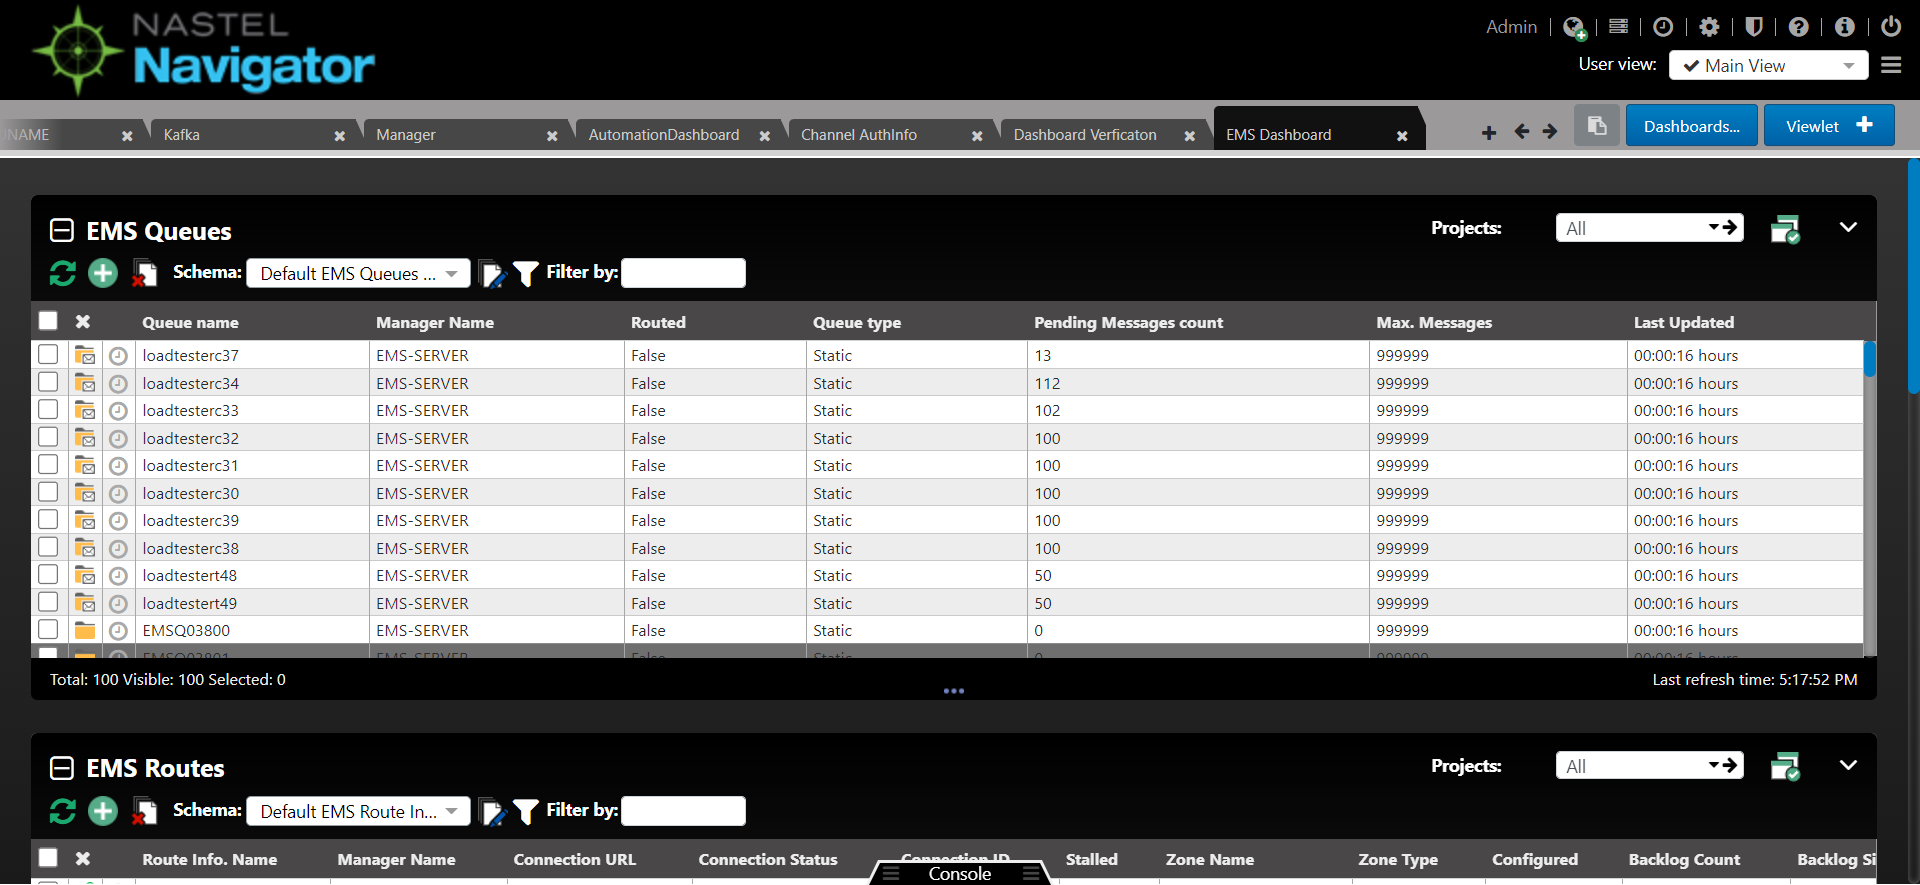 NASTEL
Navigator
Admin
User view: Main View
NAME Kafka Manager AutomationDashboard Channel AuthInfo Dashboard Verficaton EMS Dashboard Dashboards... Viewlet
EMS Queues Projects: All
Schema: Default EMS Queues ... Filter by:
Queue name Manager Name Routed Queue type Pending Messages count Max. Messages Last Updated
loadtesterc37 EMS-SERVER False Static 13 999999 00:00:16 hours
loadtesterc34 EMS-SERVER False Static 112 999999 00:00:16 hours
loadtesterc33 EMS-SERVER False Static 102 999999 00:00:16 hours
loadtesterc32 EMS-SERVER False Static 100 999999 00:00:16 hours
loadtesterc31 EMS-SERVER False Static 100 999999 00:00:16 hours
loadtesterc30 EMS-SERVER False Static 100 999999 00:00:16 hours
loadtesterc39 EMS-SERVER False Static 100 999999 00:00:16 hours
loadtesterc38 EMS-SERVER False Static 100 999999 00:00:16 hours
loadtestert48 EMS-SERVER False Static 50 999999 00:00:16 hours
loadtestert49 EMS-SERVER False Static 50 999999 00:00:16 hours
EMSQ03800 EMS-SERVER False Static 0 999999 00:00:16 hours
EMSQ03801 EMS-SERVER False Static 0 999999 00:00:16 hours
Total: 100 Visible: 100 Selected: 0 Last refresh time: 5:17:52 PM
EMS Routes Projects: All
Schema: Default EMS Route In... Filter by:
Route Info. Name Manager Name Connection URL Connection Status Connection ID Stalled Zone Name Zone Type Configured Backlog Count Backlog Si
Console